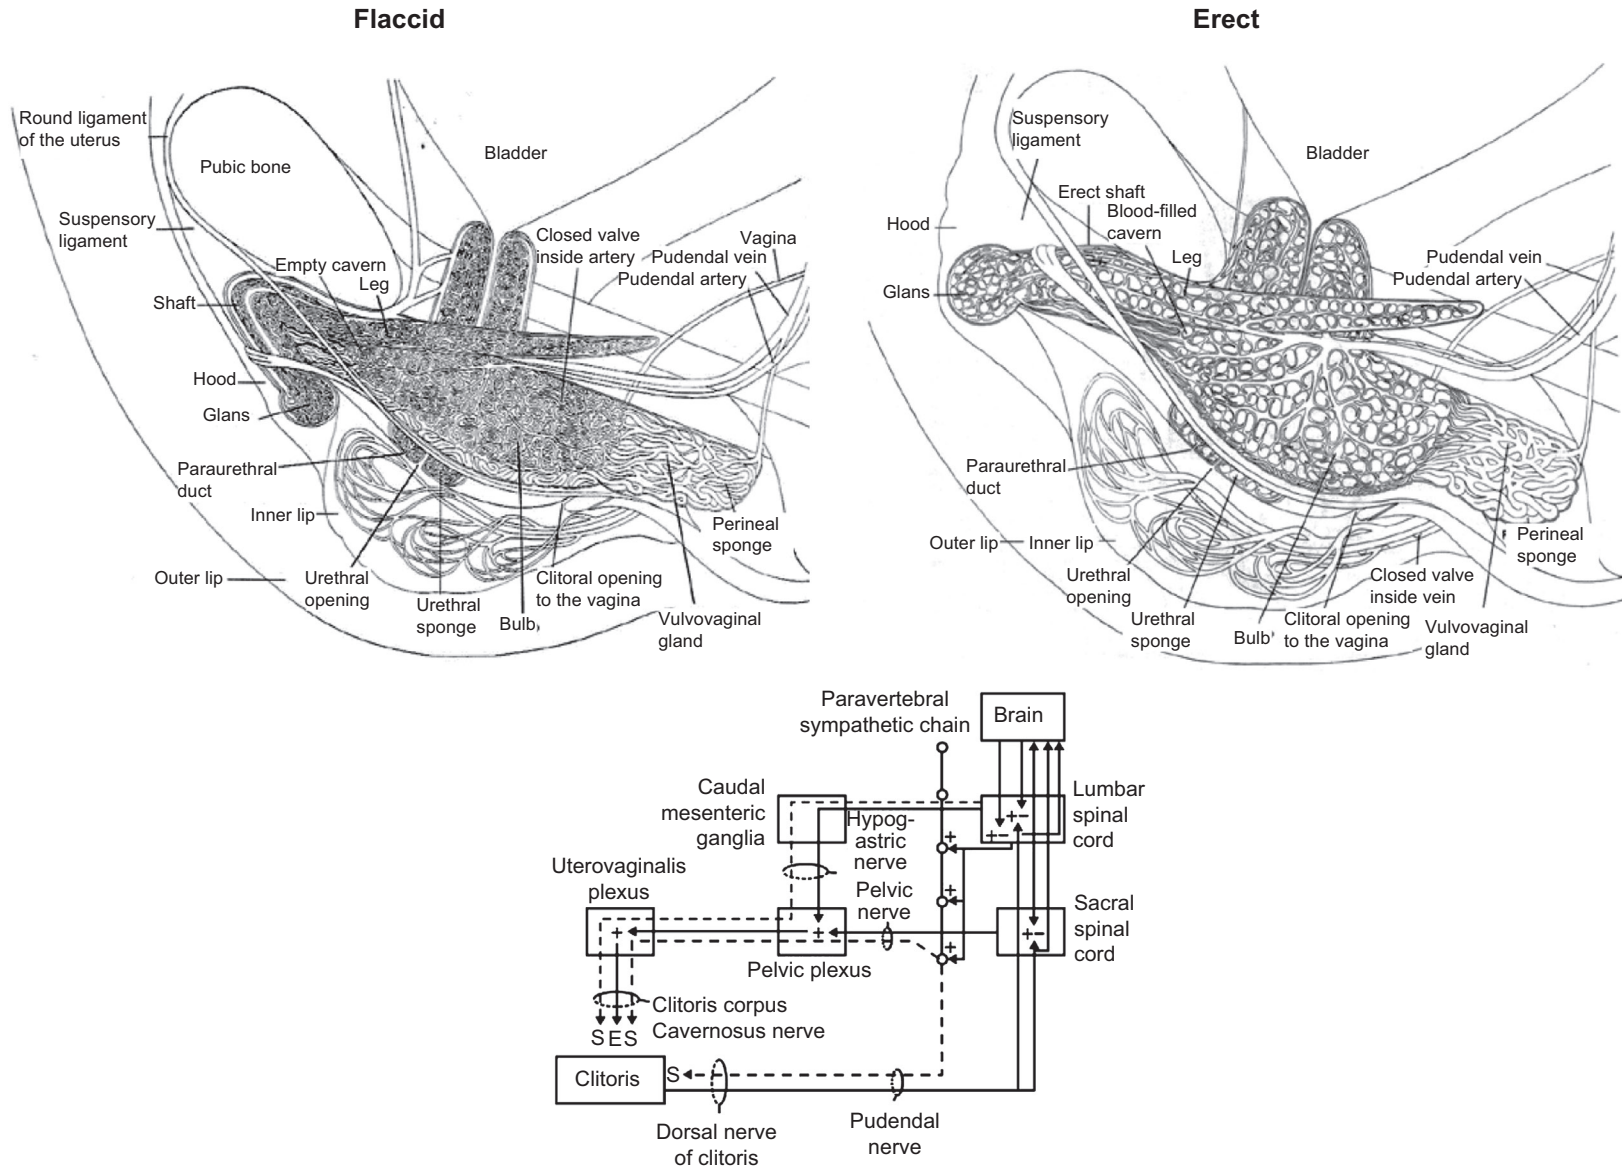 Flaccid
Round ligament
of the uterus
Pubic bone
Bladder
Suspensory
ligament
Closed valve
inside artery
Vagina
Pudendal vein
Pudendal artery
Empty cavern
Leg
Shaft
Hood
Glans
Paraurethral
duct
Inner lip
Perineal
sponge
Outer lip
Urethral
opening
Urethral
sponge
Bulb
Clitoral opening
to the vagina
Vulvovaginal
gland
Erect
Suspensory
ligament
Bladder
Erect shaft
Blood-filled
cavern
Hood
Leg
Pudendal vein
Pudendal artery
Glans
Paraurethral
duct
Outer lip
Inner lip
Perineal
sponge
Urethral
opening
Closed valve
inside vein
Urethral
sponge
Bulb
Clitoral opening
to the vagina
Vulvovaginal
gland
Paravertebral
sympathetic chain
Brain
Caudal
mesenteric
ganglia
Lumbar
spinal
cord
+-
+-
Hypog-
astric
nerve
+
Uterovaginalis
plexus
Pelvic
nerve
+
Sacral
spinal
cord
+
+
+-
+
Pelvic plexus
Clitoris corpus
Cavernosus nerve
S E S
Clitoris
S
Dorsal nerve
of clitoris
Pudendal
nerve